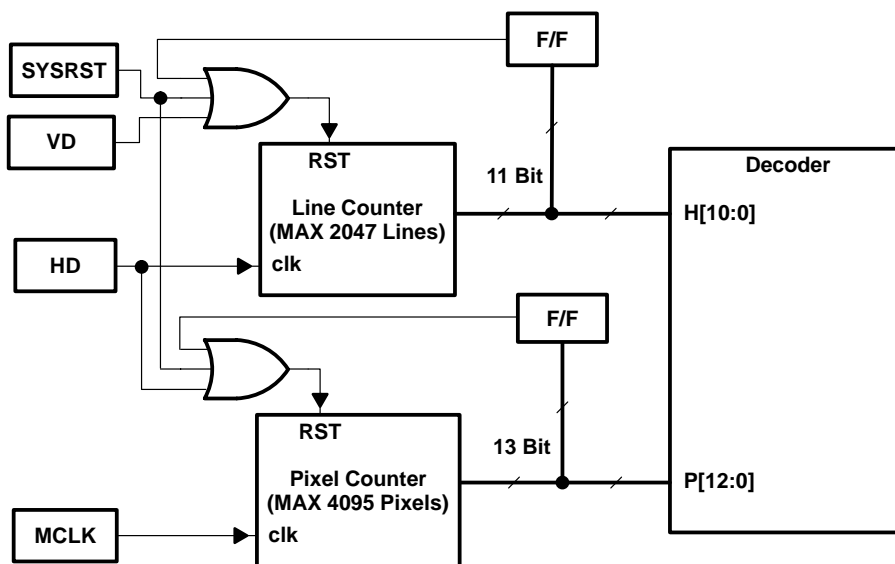 F/F
SYSRST
VD
RST
Decoder
11 Bit
Line Counter
(MAX 2047 Lines)
H[10:0]
HD
clk
F/F
RST
13 Bit
Pixel Counter
(MAX 4095 Pixels)
P[12:0]
MCLK
clk